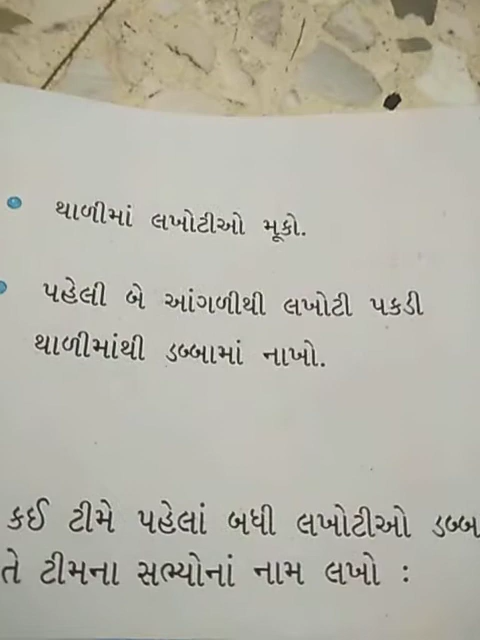 થાળીમાં લખોટીઓ મૂકો.
પહેલી બે આંગળીથી લખોટી પકડી
થાળીમાંથી ડબ્બામાં નાખો.
કઈ ટીમે પહેલાં બધી લખોટીઓ
તે ટીમના સભ્યોનાં નામ લખો :